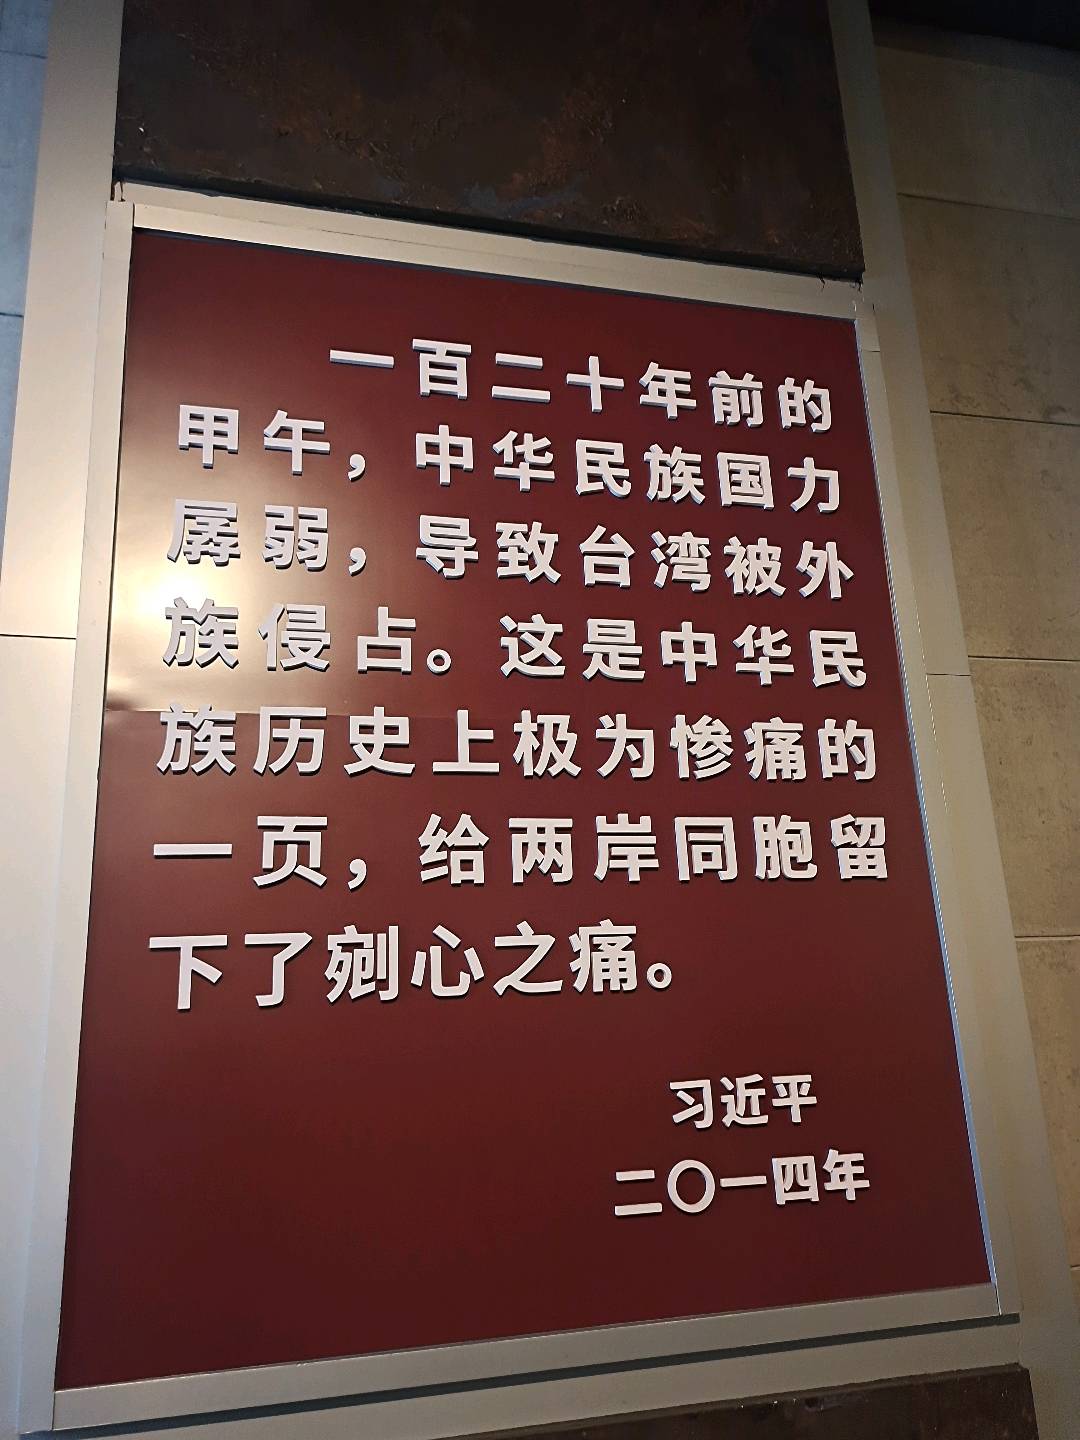 一百二十年前的
甲午，中华民族国力
孱弱，导致台湾被外
族侵占。这是中华民
族历史上极为惨痛的
一页，给两岸同胞留
下了剜心之痛。
习近平
二〇一四年